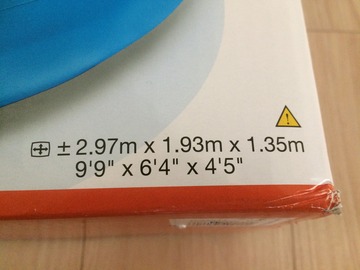 ± 2.97m x 1.93m x 1.35m
9'9" x 6'4" x 4'5"